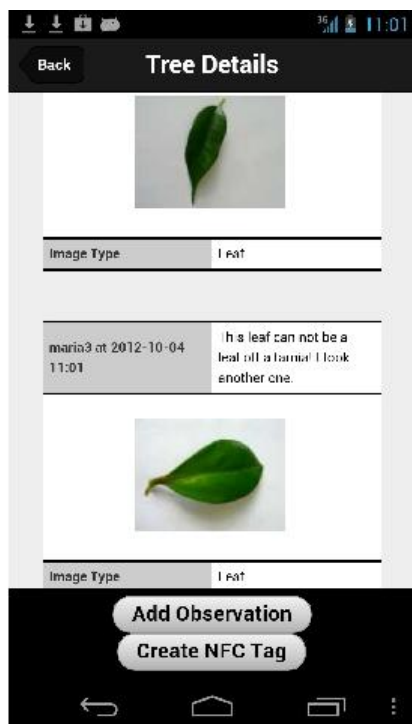 3G 11:01
Back Tree Details
Image Type Leaf
maria3 at 2012-10-04
11:01
This leaf can not be a
leaf off a I took
another one.
Image Type Leaf
Add Observation
Create NFC Tag